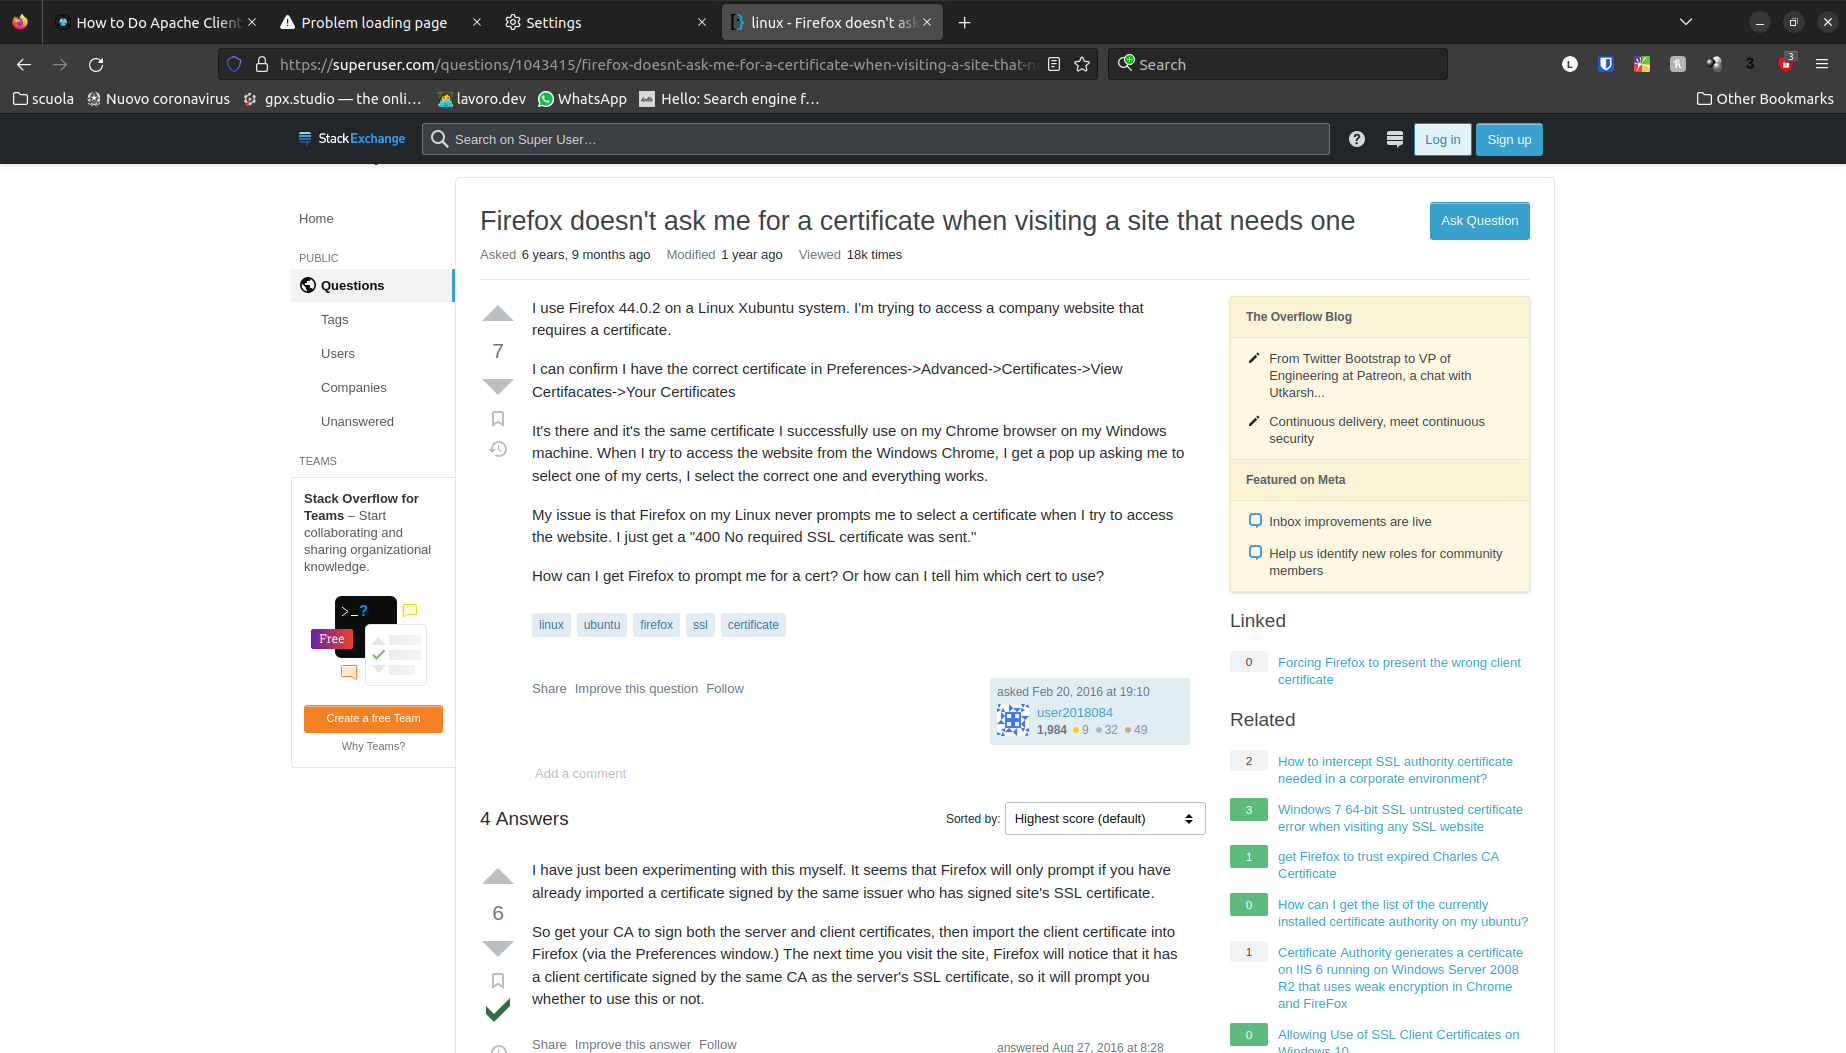 How to Do Apache Client
Problem loading page
Settings
linux - Firefox doesn't ask
https://superuser.com/questions/1043415/firefox-doesnt-ask-me-for-a-certificate-when-visiting-a-site-that-n
Search
3
3
scuola
Nuovo coronavirus
gpx.studio — the onli…
lavoro.dev
WhatsApp
Hello: Search engine f…
Other Bookmarks
StackExchange
Search on Super User…
Log in
Sign up
Home
PUBLIC
Questions
Tags
Users
Companies
Unanswered
TEAMS
Stack Overflow for
Teams – Start
collaborating and
sharing organizational
knowledge.
>_?
Free
Create a free Team
Why Teams?
Firefox doesn't ask me for a certificate when visiting a site that needs one
Ask Question
Asked 6 years, 9 months ago Modified 1 year ago Viewed 18k times
7
I use Firefox 44.0.2 on a Linux Xubuntu system. I'm trying to access a company website that
requires a certificate.
I can confirm I have the correct certificate in Preferences->Advanced->Certificates->View
Certifacates->Your Certificates
It's there and it's the same certificate I successfully use on my Chrome browser on my Windows
machine. When I try to access the website from the Windows Chrome, I get a pop up asking me to
select one of my certs, I select the correct one and everything works.
My issue is that Firefox on my Linux never prompts me to select a certificate when I try to access
the website. I just get a "400 No required SSL certificate was sent."
How can I get Firefox to prompt me for a cert? Or how can I tell him which cert to use?
linux ubuntu firefox ssl certificate
Share Improve this question Follow
asked Feb 20, 2016 at 19:10
user2018084
1,984 9 32 49
Add a comment
4 Answers
Sorted by: Highest score (default)
6
I have just been experimenting with this myself. It seems that Firefox will only prompt if you have
already imported a certificate signed by the same issuer who has signed site's SSL certificate.
So get your CA to sign both the server and client certificates, then import the client certificate into
Firefox (via the Preferences window.) The next time you visit the site, Firefox will notice that it has
a client certificate signed by the same CA as the server's SSL certificate, so it will prompt you
whether to use this or not.
Share Improve this answer Follow
answered Aug 27, 2016 at 8:28
The Overflow Blog
From Twitter Bootstrap to VP of
Engineering at Patreon, a chat with
Utkarsh...
Continuous delivery, meet continuous
security
Featured on Meta
Inbox improvements are live
Help us identify new roles for community
members
Linked
0 Forcing Firefox to present the wrong client
certificate
Related
2 How to intercept SSL authority certificate
needed in a corporate environment?
3 Windows 7 64-bit SSL untrusted certificate
error when visiting any SSL website
1 get Firefox to trust expired Charles CA
Certificate
0 How can I get the list of the currently
installed certificate authority on my ubuntu?
1 Certificate Authority generates a certificate
on IIS 6 running on Windows Server 2008
R2 that uses weak encryption in Chrome
and FireFox
0 Allowing Use of SSL Client Certificates on
Windows 10